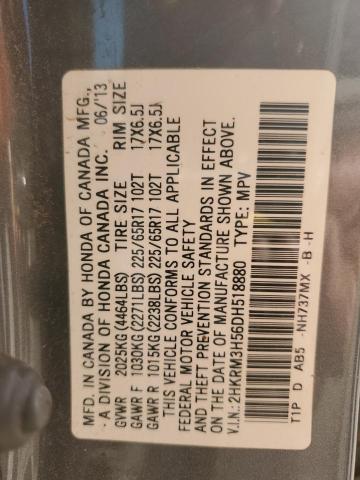 MFD. IN CANADA BY HONDA OF CANADA MFG.,
A DIVISION OF HONDA CANADA INC. 06/'13
GVWR 2025KG(4464LBS) TIRE SIZE RIM SIZE
GAWR F 1030KG(2271LBS)225/65R17 102T 17X6.5J
GAWR R 1015KG(2238LBS)225/65R17 102T 17X6.5J
THIS VEHICLE CONFORMS TO ALL APPLICABLE
FEDERAL MOTOR VEHICLE SAFETY
AND THEFT PREVENTION STANDARDS IN EFFECT
ON THE DATE OF MANUFACTURE SHOWN ABOVE.
V.I.N.:2HKRM3H56DH518880 TYPE: MPV
T1P D AB5 -NH737MX -B -H